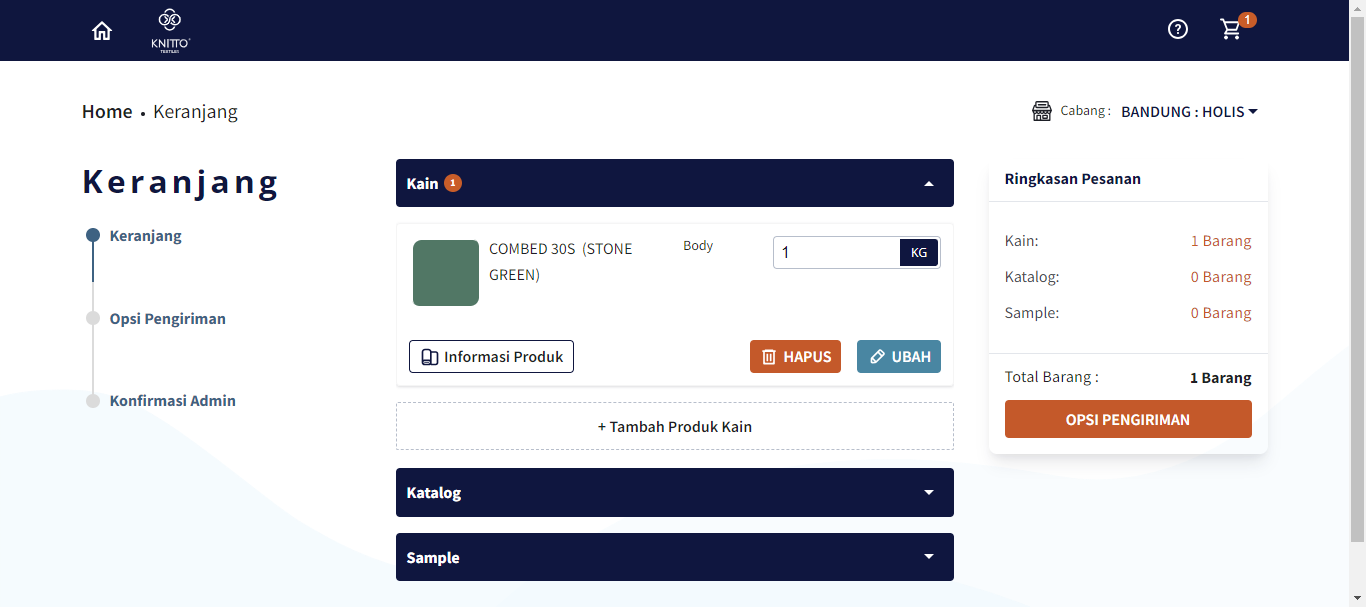 KNITTO
TEXTILES
1
Home • Keranjang
Cabang : BANDUNG : HOLIS
Keranjang
Keranjang
Opsi Pengiriman
Konfirmasi Admin
Kain 1
COMBED 30S (STONE
GREEN)
Body
1 KG
Informasi Produk
HAPUS
UBAH
+ Tambah Produk Kain
Katalog
Sample
Ringkasan Pesanan
Kain: 1 Barang
Katalog: 0 Barang
Sample: 0 Barang
Total Barang : 1 Barang
OPSI PENGIRIMAN